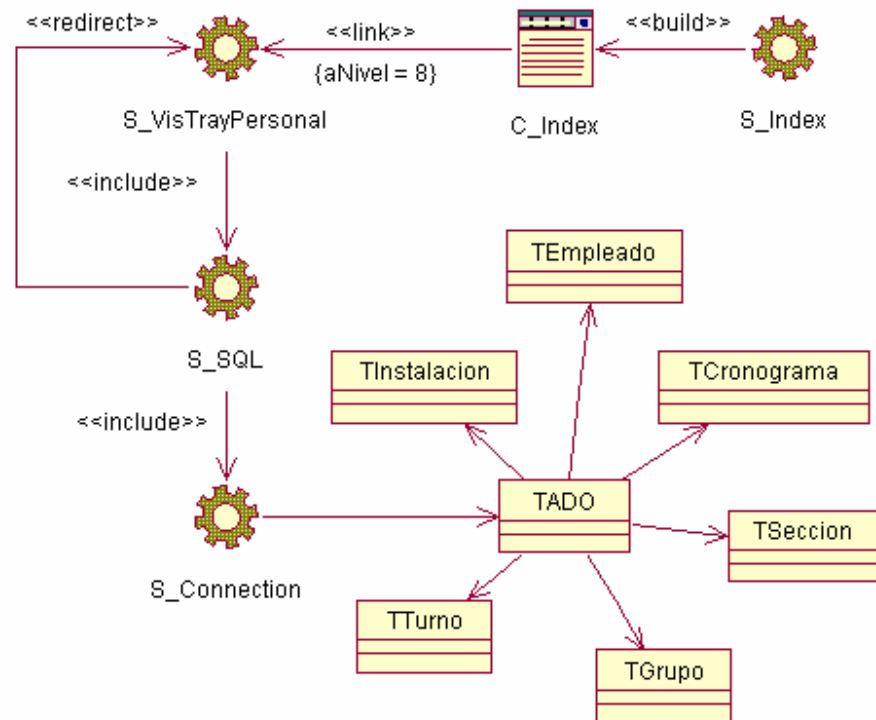 <<redirect>>
<<link>>
<<build>>
{aNivel = 8}
S_VisTrayPersonal
C_Index
S_Index
<<include>>
TEmpleado
S_SQL
TInstalacion
TCronograma
<<include>>
TADO
TSeccion
S_Connection
TTurno
TGrupo